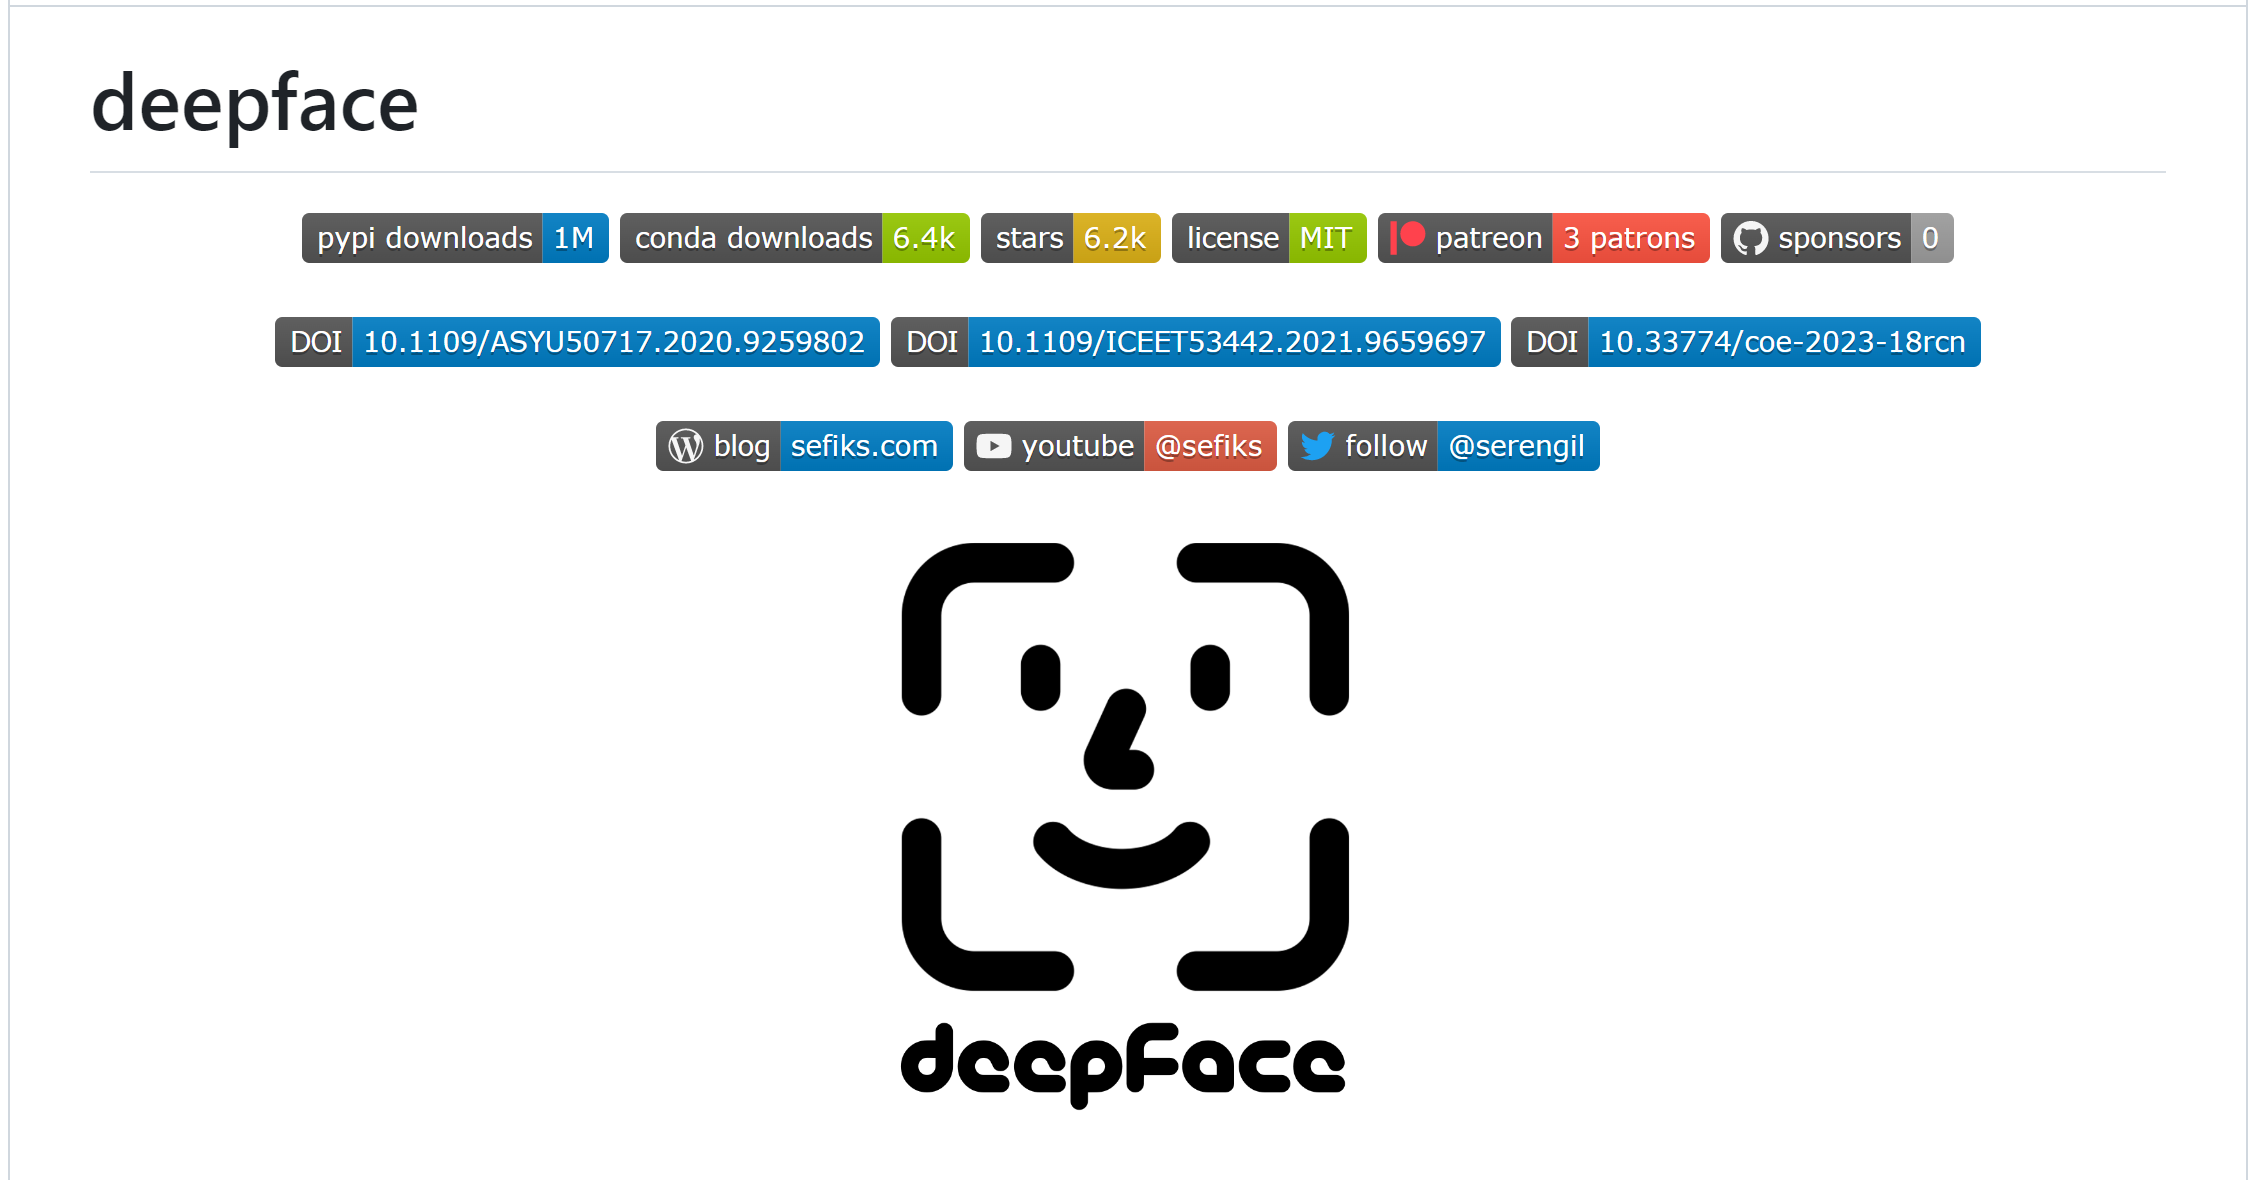 deepface
pypi downloads 1M conda downloads 6.4k stars 6.2k license MIT patreon 3 patrons sponsors 0
DOI 10.1109/ASYU50717.2020.9259802 DOI 10.1109/ICEET53442.2021.9659697 DOI 10.33774/coe-2023-18rcn
blog sefiks.com youtube @sefiks follow @serengil
deepface